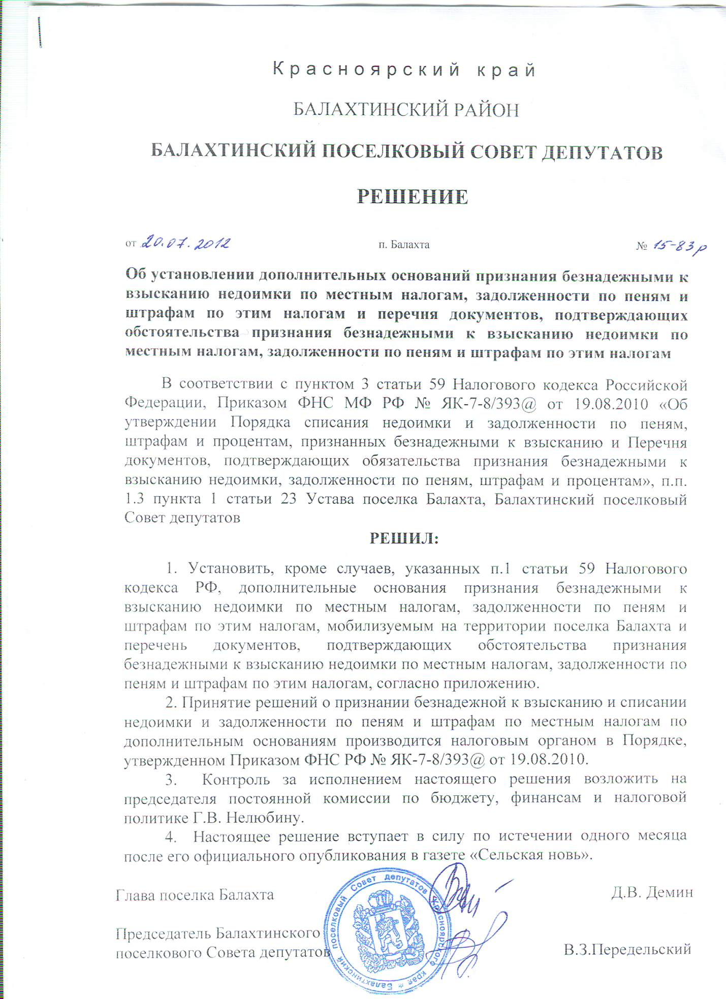 Красноярский край
БАЛАХТИНСКИЙ РАЙОН
БАЛАХТИНСКИЙ ПОСЕЛКОВЫЙ СОВЕТ ДЕПУТАТОВ
РЕШЕНИЕ
от 20.07.2012 п. Балахта № 15-83р
Об установлении дополнительных оснований признания безнадежными к
взысканию недоимки по местным налогам, задолженности по пеням и
штрафам по этим налогам и перечня документов, подтверждающих
обстоятельства признания безнадежными к взысканию недоимки по
местным налогам, задолженности по пеням и штрафам по этим налогам
В соответствии с пунктом 3 статьи 59 Налогового кодекса Российской
Федерации, Приказом ФНС МФ РФ № ЯК-7-8/393@ от 19.08.2010 «Об
утверждении Порядка списания недоимки и задолженности по пеням,
штрафам и процентам, признанных безнадежными к взысканию и Перечня
документов, подтверждающих обязательства признания безнадежными к
взысканию недоимки, задолженности по пеням, штрафам и процентам», п.п.
1.3 пункта 1 статьи 23 Устава поселка Балахта, Балахтинский поселковый
Совет депутатов
РЕШИЛ:
1. Установить, кроме случаев, указанных п.1 статьи 59 Налогового
кодекса РФ, дополнительные основания признания безнадежными к
взысканию недоимки по местным налогам, задолженности по пеням и
штрафам по этим налогам, мобилизуемым на территории поселка Балахта и
перечень документов, подтверждающих обстоятельства признания
безнадежными к взысканию недоимки по местным налогам, задолженности по
пеням и штрафам по этим налогам, согласно приложению.
2. Принятие решений о признании безнадежной к взысканию и списании
недоимки и задолженности по пеням и штрафам по местным налогам по
дополнительным основаниям производится налоговым органом в Порядке,
утвержденном Приказом ФНС РФ № ЯК-7-8/393@ от 19.08.2010.
3. Контроль за исполнением настоящего решения возложить на
председателя постоянной комиссии по бюджету, финансам и налоговой
политике Г.В. Нелюбину.
4. Настоящее решение вступает в силу по истечении одного месяца
после его официального опубликования в газете «Сельская новь».
Глава поселка Балахта Д.В. Демин
Председатель Балахтинского
поселкового Совета депутатов В.З.Передельский
Балахтинский поселковый Совет депутатов Красноярского края *